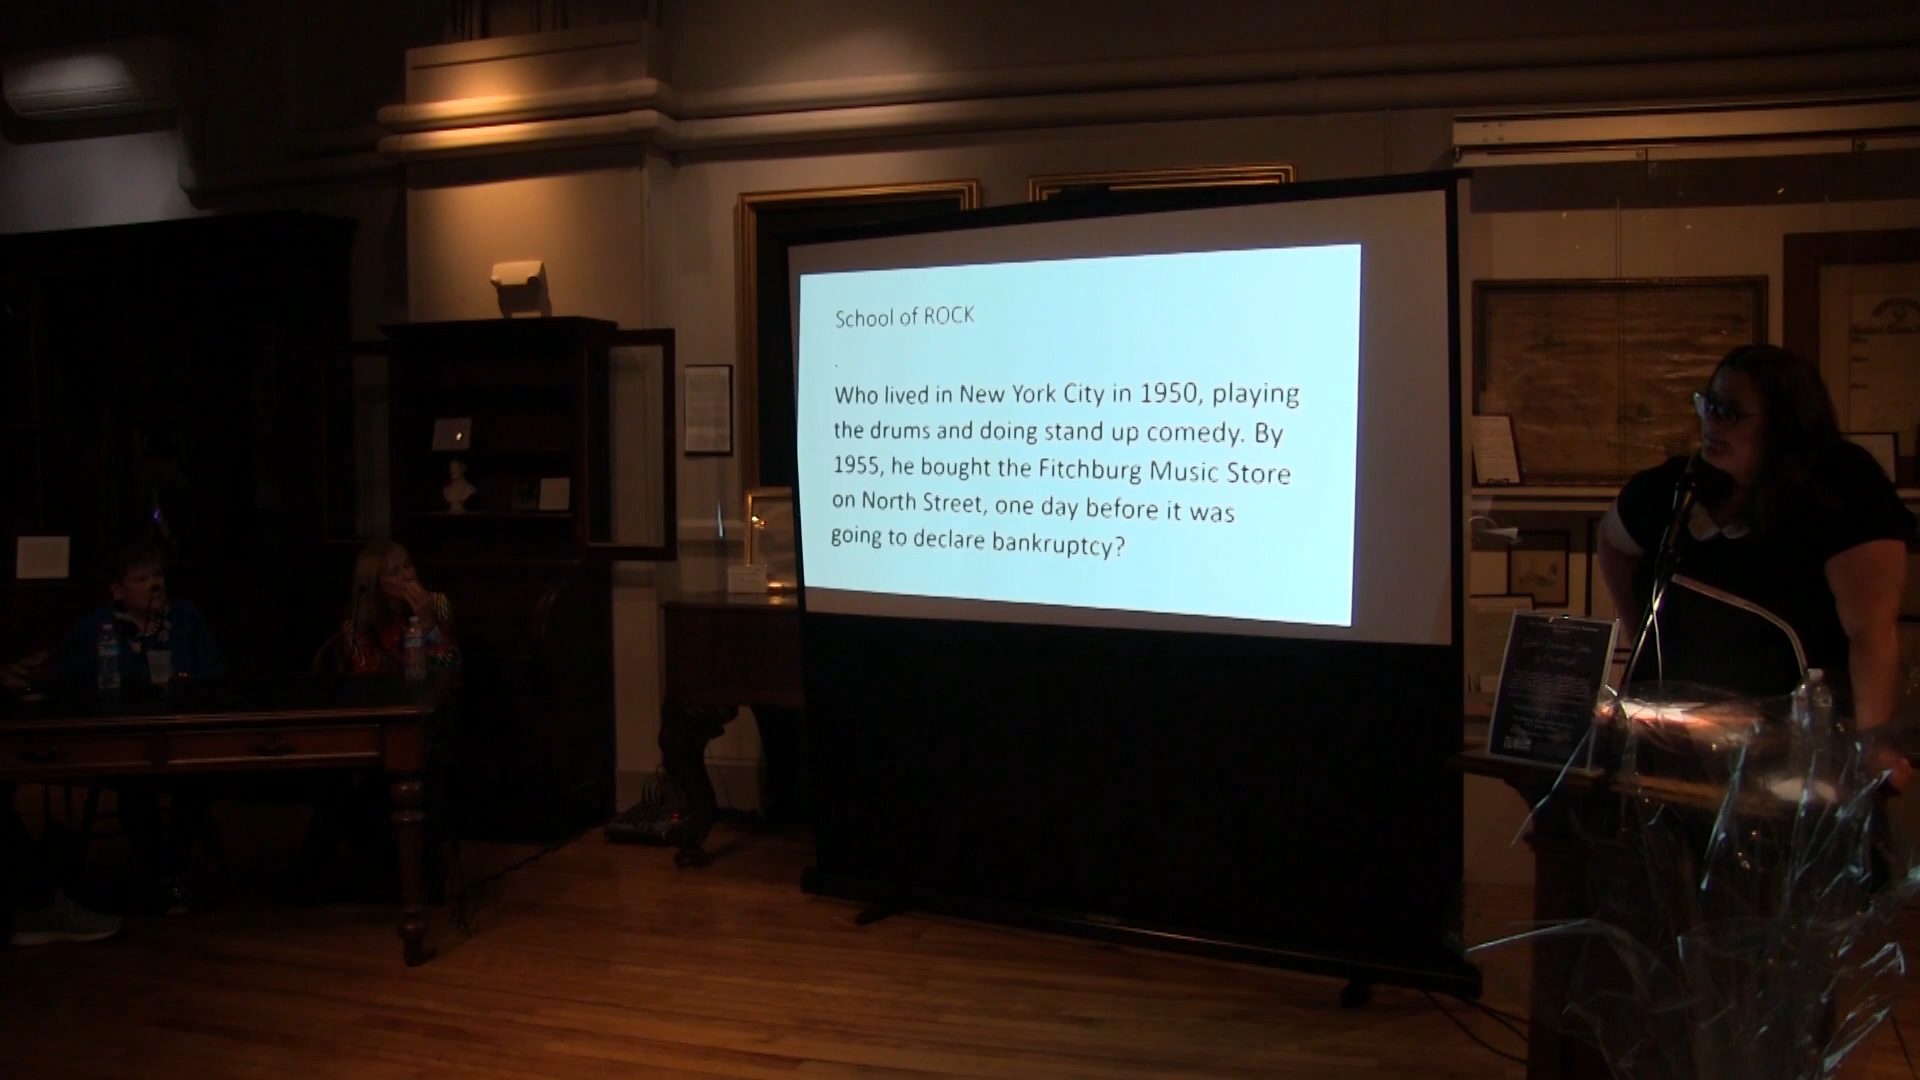 School of ROCK
.
Who lived in New York City in 1950, playing
the drums and doing stand up comedy. By
1955, he bought the Fitchburg Music Store
on North Street, one day before it was
going to declare bankruptcy?